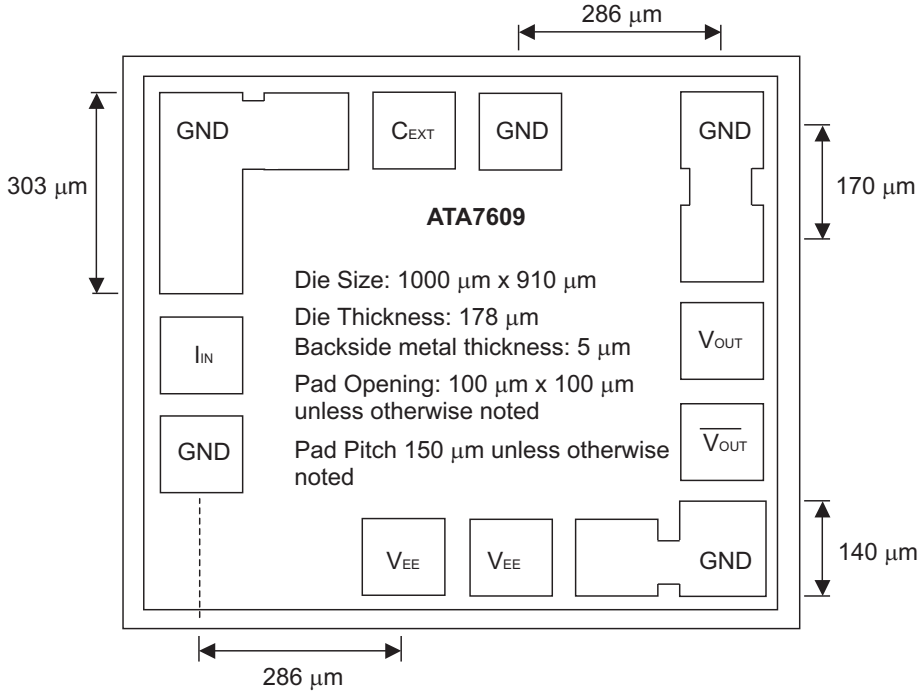 286 μm
GND
CEXT
GND
GND
303 μm
170 μm
ATA7609
Die Size: 1000 μm x 910 μm
Die Thickness: 178 μm
Backside metal thickness: 5 μm
Pad Opening: 100 μm x 100 μm
unless otherwise noted
Pad Pitch 150 μm unless otherwise
noted
IIN
VOUT
GND
V̅OUT
VEE
VEE
GND
140 μm
286 μm